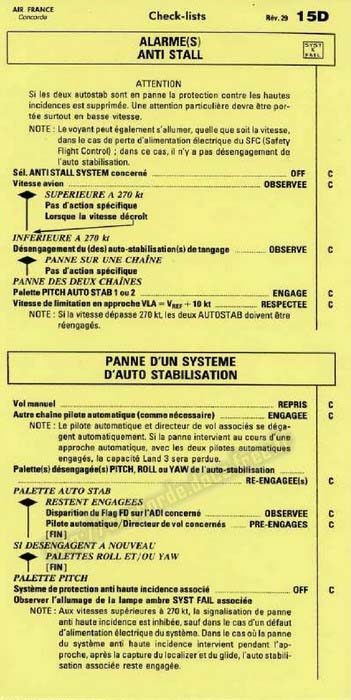 AIR FRANCE
Concorde
Check-lists
Rév. 29 15D
ALARME(S)
ANTI STALL
SYST
FAIL
ATTENTION
Si les deux autostab sont en panne la protection contre les hautes
incidences est supprimée. Une attention particulière devra être por-
tée surtout en basse vitesse.
NOTE : Le voyant peut également s'allumer, quelle que soit la vitesse,
dans le cas de perte d'alimentation électrique du SFC (Safety
Flight Control) ; dans ce cas, il n'y a pas désengagement de
l'auto stabilisation.
Sél. ANTI STALL SYSTEM concerné OFF C
Vitesse avion OBSERVEE C
SUPERIEURE A 270 kt
Pas d'action spécifique
Lorsque la vitesse décroît
INFERIEURE A 270 kt
Désengagement du (des) auto-stabilisation(s) de tangage OBSERVE C
PANNE SUR UNE CHAÎNE
Pas d'action spécifique
PANNE DES DEUX CHAÎNES
Palette PITCH AUTO STAB 1 ou 2 ENGAGE C
Vitesse de limitation en approche VLA = VREF + 10 kt RESPECTEE C
NOTE : Si la vitesse dépasse 270 kt, les deux AUTOSTAB doivent être
réengagés.
PANNE D'UN SYSTEME
D'AUTO STABILISATION
Vol manuel REPRIS C
Autre chaîne pilote automatique (comme nécessaire) ENGAGEE C
NOTE : Le pilote automatique et directeur de vol associés se déga-
gent automatiquement. Si la panne intervient au cours d'une
approche automatique, avec les deux pilotes automatiques
engagés, la capacité Land 3 sera perdue.
Palette(s) désengagée(s) PITCH, ROLL ou YAW de l'auto-stabilisation
RE-ENGAGEE(s) C
PALETTE AUTO STAB
RESTENT ENGAGEES
Disparition du Flag FD sur l'ADI concerné OBSERVEE C
Pilote automatique/Directeur de vol concernés PRE-ENGAGES C
[FIN]
SI DESENGAGENT A NOUVEAU
PALETTES ROLL ET/OU YAW
[FIN]
PALETTE PITCH
Système de protection anti haute incidence associé OFF C
Observer l'allumage de la lampe ambre SYST FAIL associée
NOTE : Aux vitesses supérieures à 270 kt, la signalisation de panne
anti haute incidence est inhibée, sauf dans le cas d'un défaut
d'alimentation électrique du système. Dans le cas où la panne
du système anti haute incidence intervient pendant l'ap-
proche, après la capture du localizer et du glide, l'auto stabili-
sation associée reste engagée.